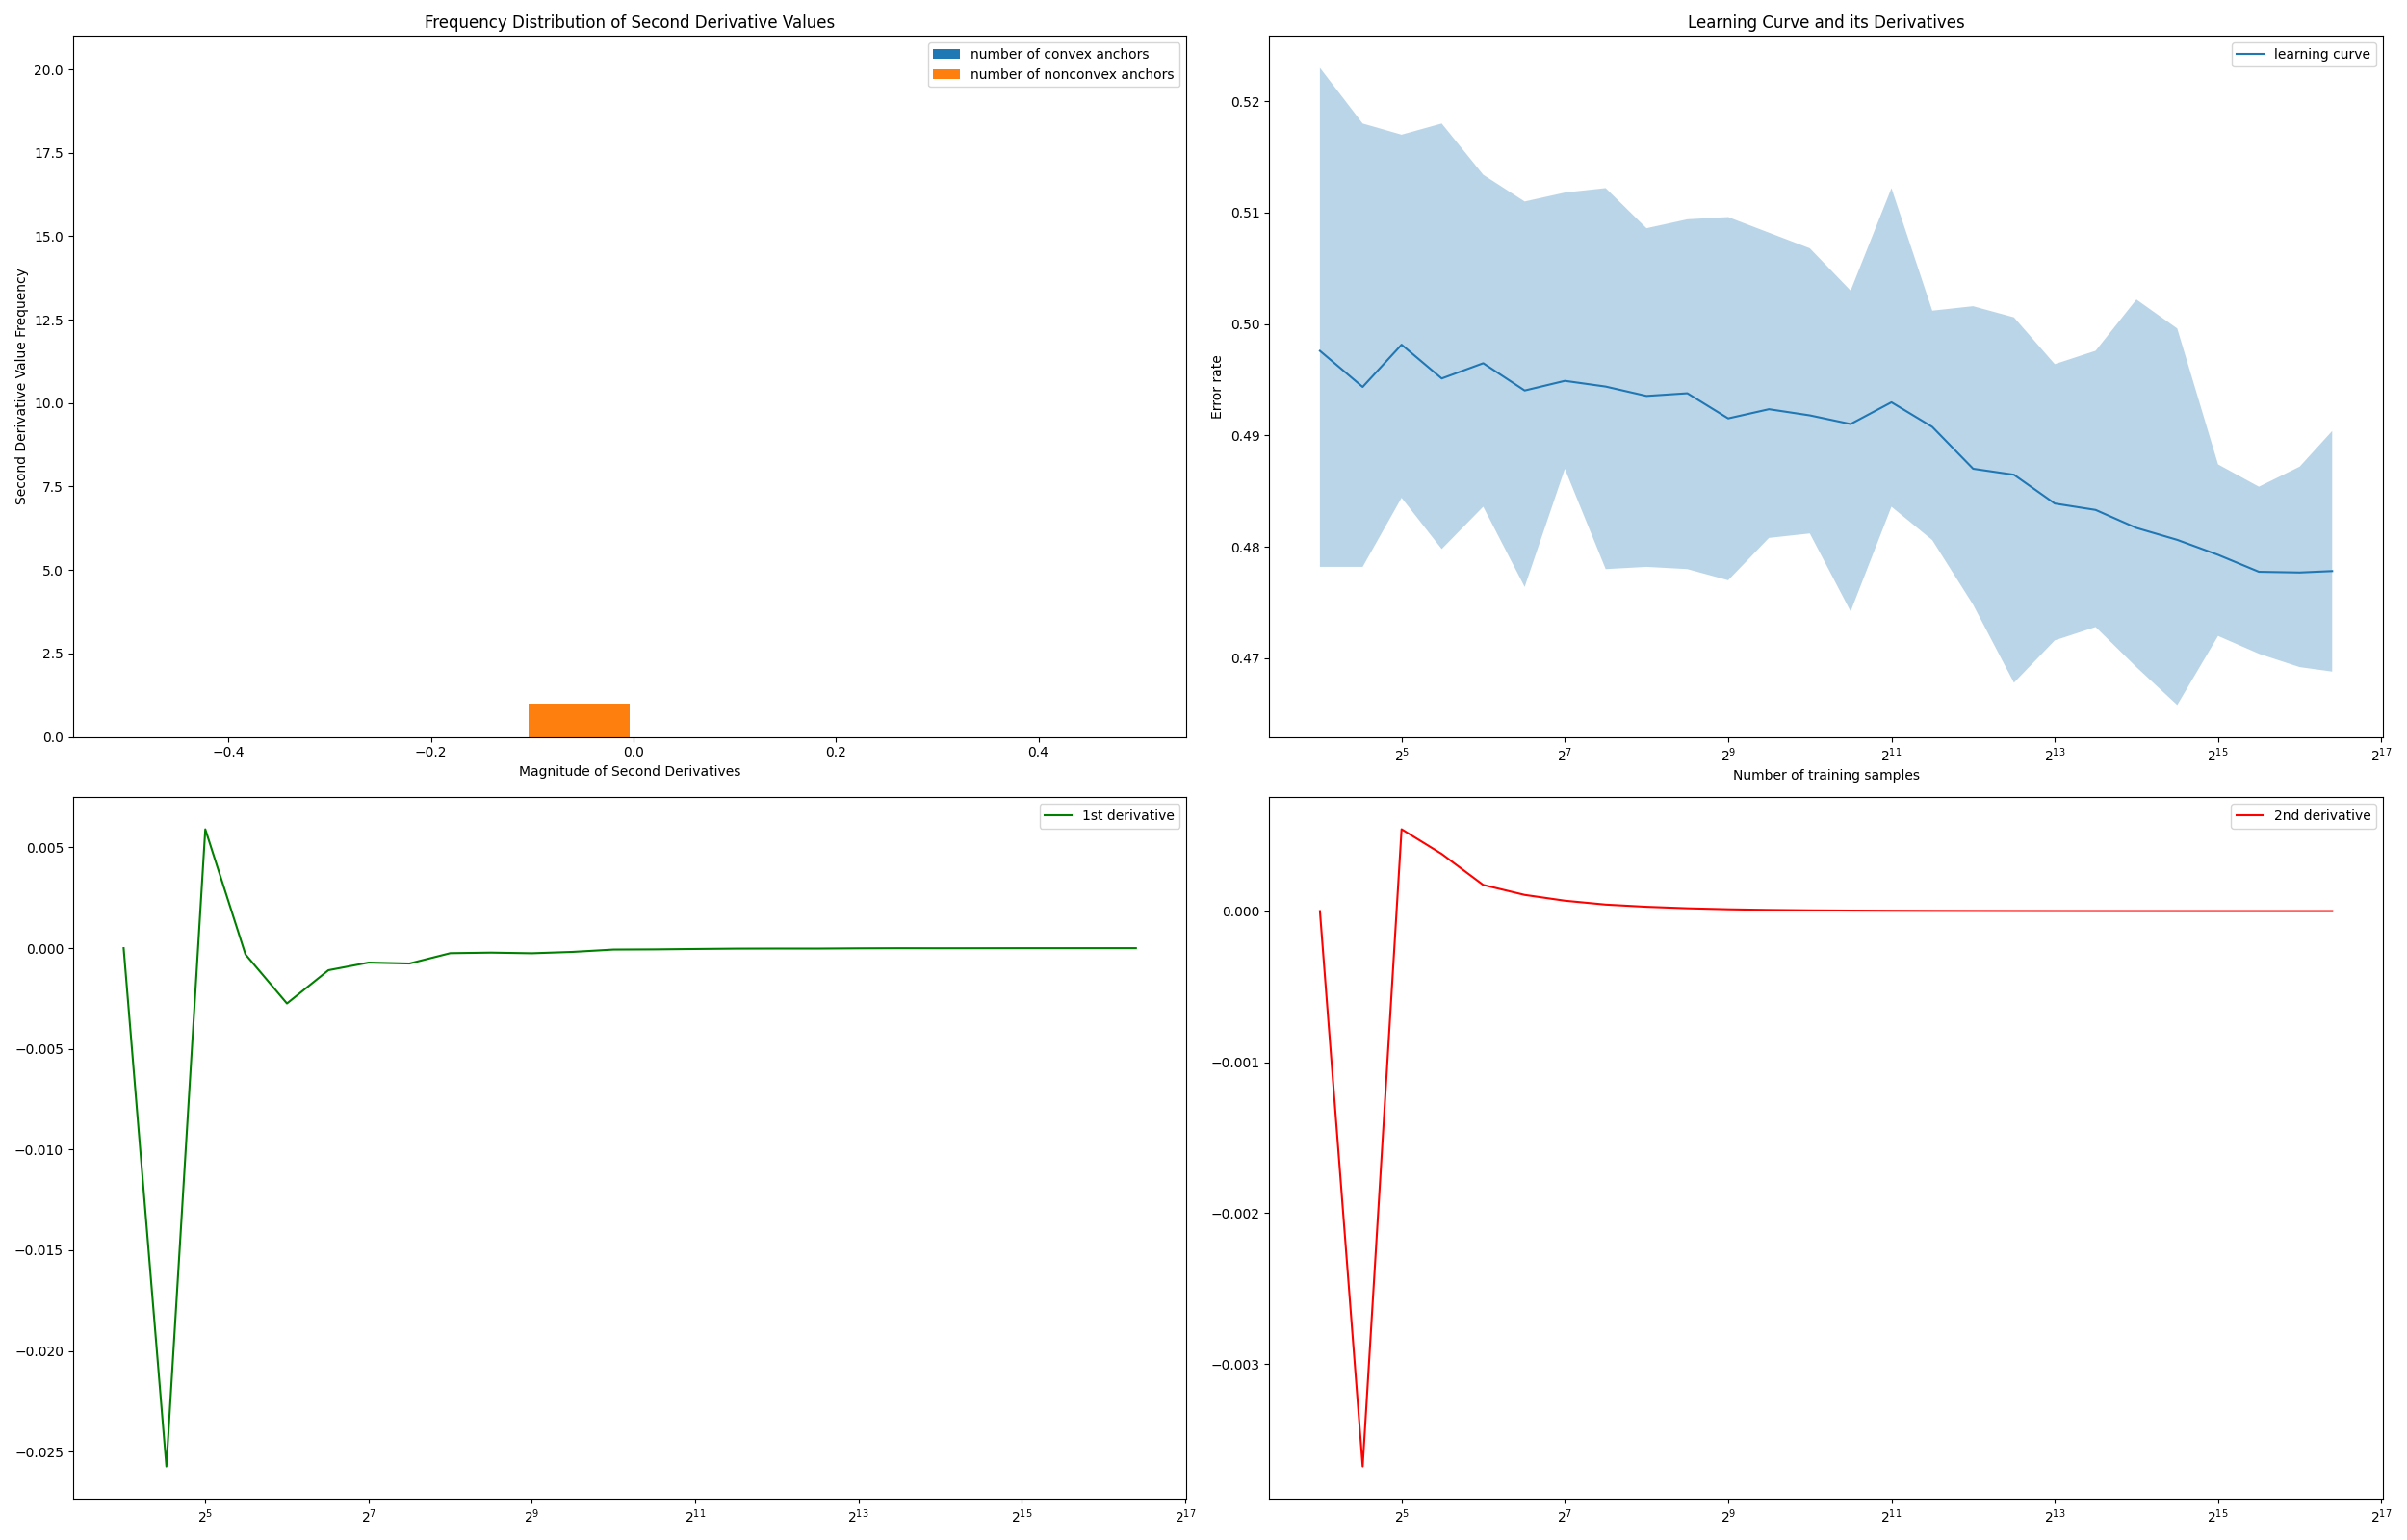 Frequency Distribution of Second Derivative Values
number of convex anchors
number of nonconvex anchors
Second Derivative Value Frequency
20.0
17.5
15.0
12.5
10.0
7.5
5.0
2.5
0.0
−0.4 −0.2 0.0 0.2 0.4
Magnitude of Second Derivatives
Learning Curve and its Derivatives
learning curve
Error rate
0.52
0.51
0.50
0.49
0.48
0.47
2^5 2^7 2^9 2^11 2^13 2^15 2^17
Number of training samples
1st derivative
0.005
0.000
−0.005
−0.010
−0.015
−0.020
−0.025
2^5 2^7 2^9 2^11 2^13 2^15 2^17
2nd derivative
0.000
−0.001
−0.002
−0.003
2^5 2^7 2^9 2^11 2^13 2^15 2^17